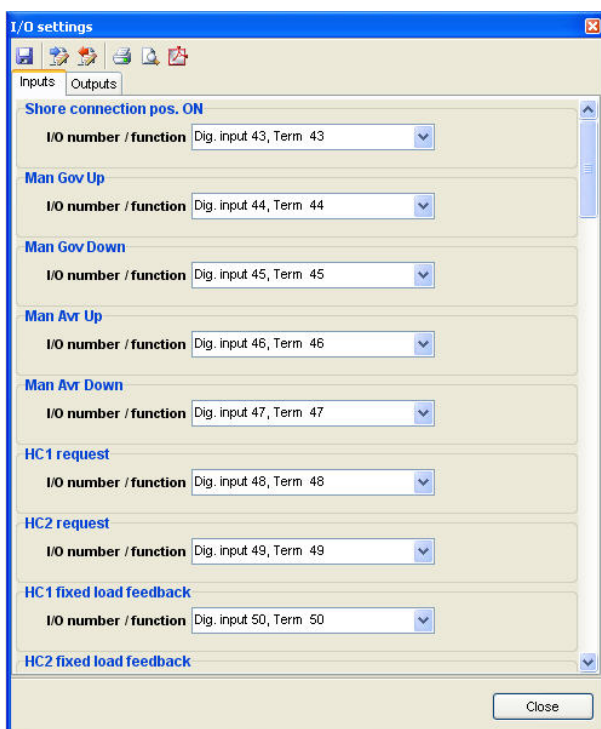 I/O settings
Inputs
Outputs
Shore connection pos. ON
I/O number / function Dig. input 43, Term 43
Man Gov Up
I/O number / function Dig. input 44, Term 44
Man Gov Down
I/O number / function Dig. input 45, Term 45
Man Avr Up
I/O number / function Dig. input 46, Term 46
Man Avr Down
I/O number / function Dig. input 47, Term 47
HC1 request
I/O number / function Dig. input 48, Term 48
HC2 request
I/O number / function Dig. input 49, Term 49
HC1 fixed load feedback
I/O number / function Dig. input 50, Term 50
HC2 fixed load feedback
Close